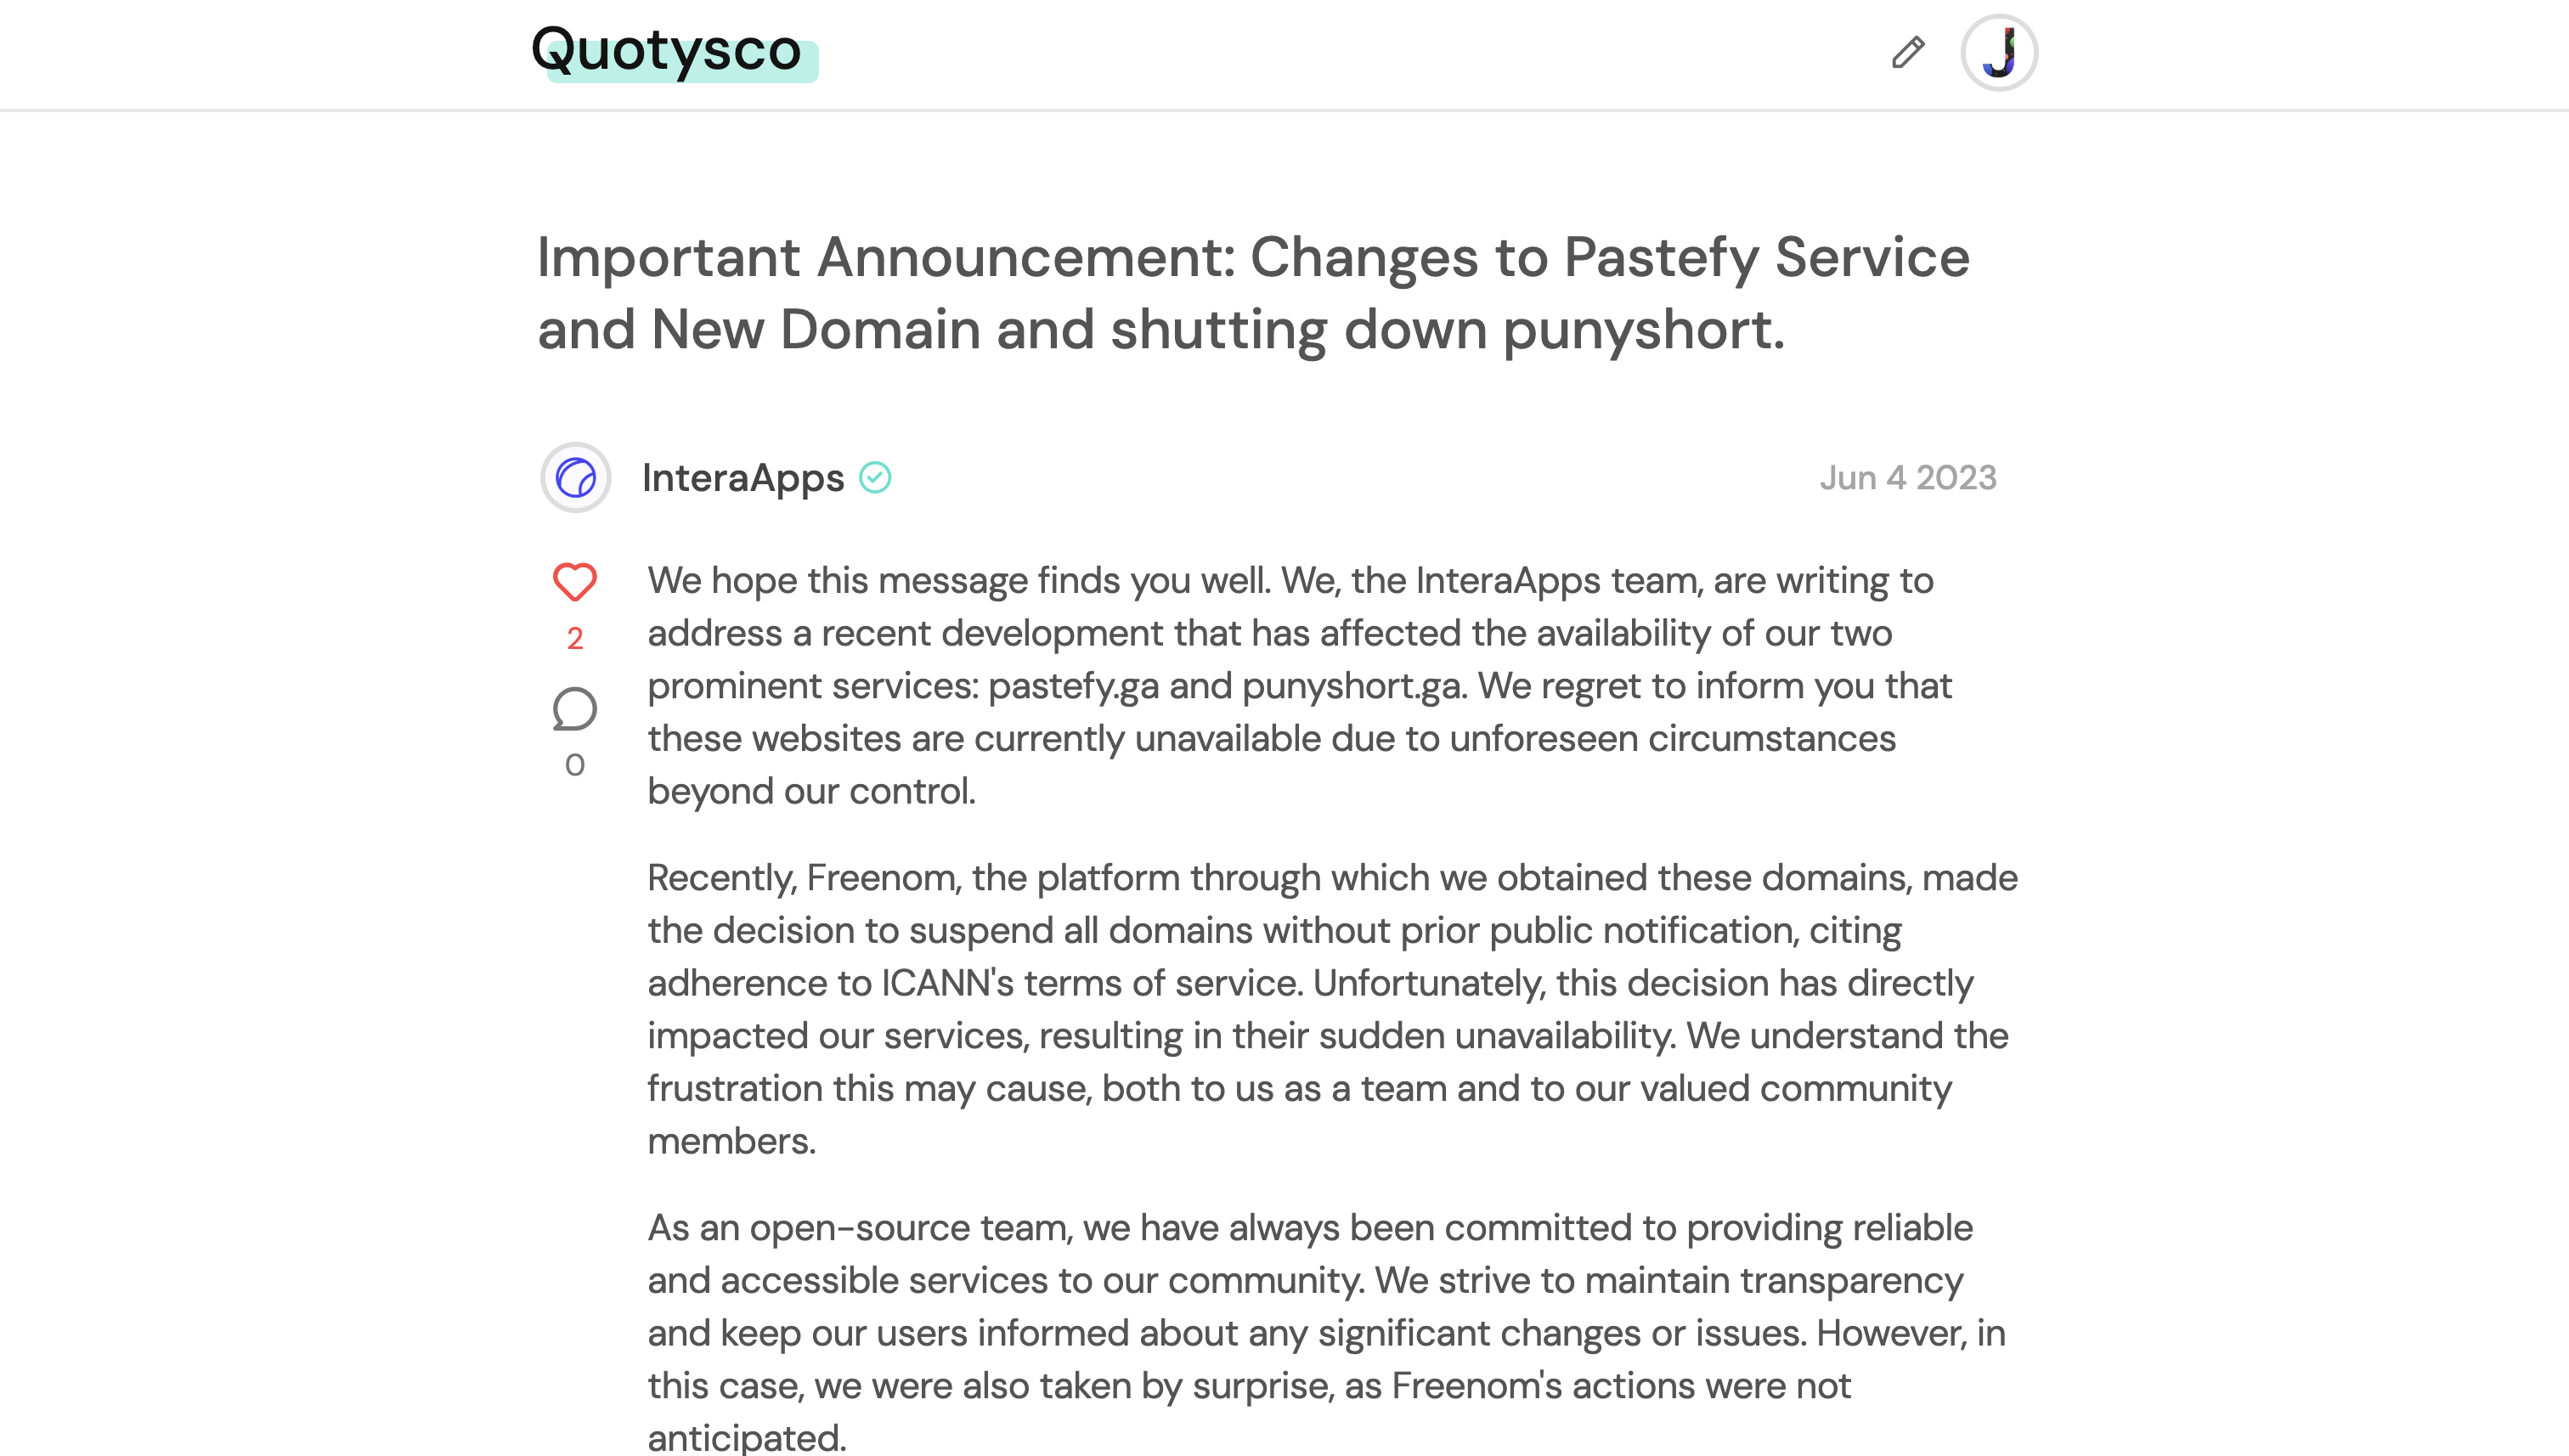 Quotysco
Important Announcement: Changes to Pastefy Service
and New Domain and shutting down punyshort.
InteraApps
Jun 4 2023
2
0
We hope this message finds you well. We, the InteraApps team, are writing to
address a recent development that has affected the availability of our two
prominent services: pastefy.ga and punyshort.ga. We regret to inform you that
these websites are currently unavailable due to unforeseen circumstances
beyond our control.
Recently, Freenom, the platform through which we obtained these domains, made
the decision to suspend all domains without prior public notification, citing
adherence to ICANN's terms of service. Unfortunately, this decision has directly
impacted our services, resulting in their sudden unavailability. We understand the
frustration this may cause, both to us as a team and to our valued community
members.
As an open-source team, we have always been committed to providing reliable
and accessible services to our community. We strive to maintain transparency
and keep our users informed about any significant changes or issues. However, in
this case, we were also taken by surprise, as Freenom's actions were not
anticipated.